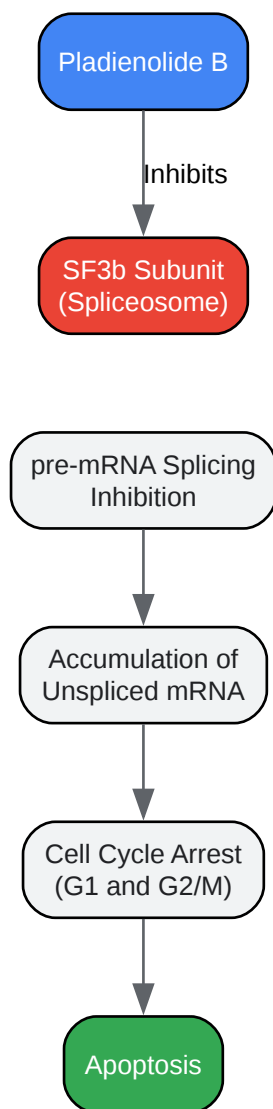 Pladienolide B
Inhibits
SF3b Subunit
(Spliceosome)
pre-mRNA Splicing
Inhibition
Accumulation of
Unspliced mRNA
Cell Cycle Arrest
(G1 and G2/M)
Apoptosis